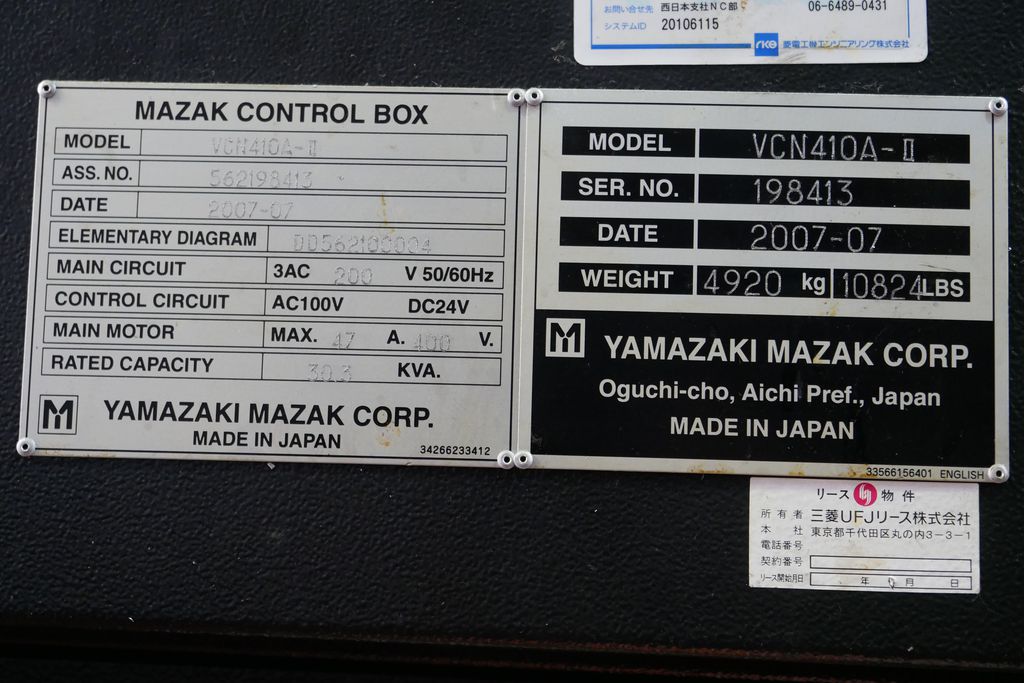 お問い合せ先 西日本支社NC部 06-6489-0431
システムID 20106115
rke 菱電工機エンジニアリング株式会社
MAZAK CONTROL BOX
MODEL VCN410A-Ⅱ
ASS. NO. 562198413
DATE 2007-07
ELEMENTARY DIAGRAM DD562100004
MAIN CIRCUIT 3AC 200 V 50/60Hz
CONTROL CIRCUIT AC100V DC24V
MAIN MOTOR MAX. 47 A. 400 V.
RATED CAPACITY 30.3 KVA.
YAMAZAKI MAZAK CORP.
MADE IN JAPAN
34266233412
MODEL VCN410A-Ⅱ
SER. NO. 198413
DATE 2007-07
WEIGHT 4920 kg 10824 LBS
YAMAZAKI MAZAK CORP.
Oguchi-cho, Aichi Pref., Japan
MADE IN JAPAN
33566156401 ENGLISH
リース 物件
所有者 三菱UFJリース株式会社
本社 東京都千代田区丸の内3-3-1
電話番号
契約番号
リース開始月日 年 月 日